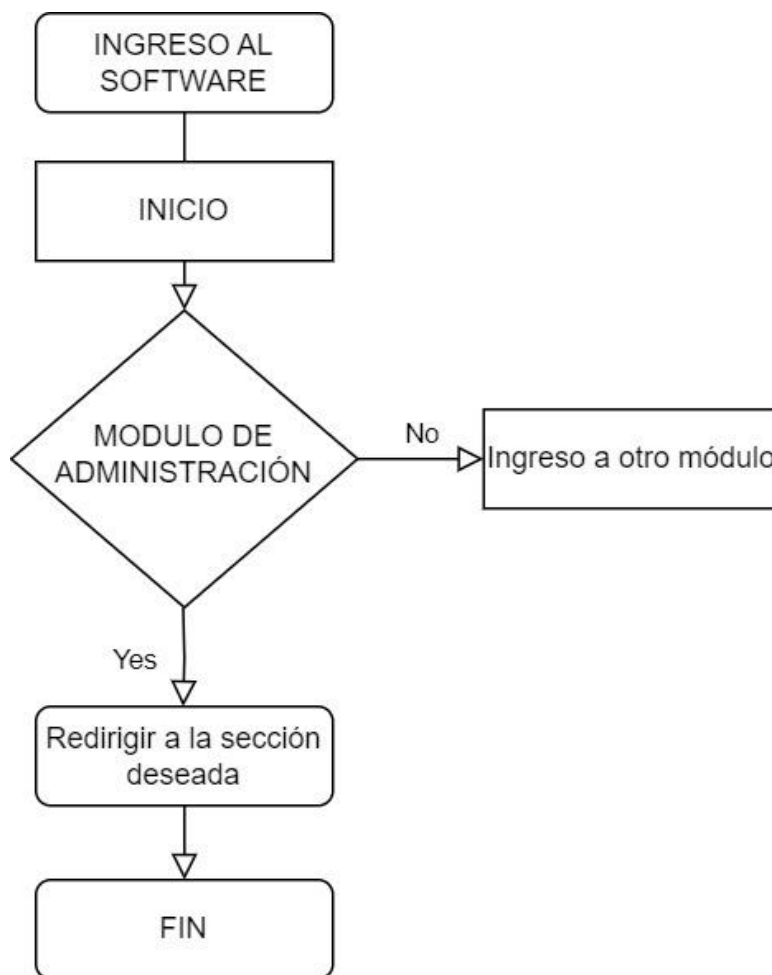 INGRESO AL
SOFTWARE
INICIO
MODULO DE
ADMINISTRACIÓN
No
Ingreso a otro módulo
Yes
Redirigir a la sección
deseada
FIN